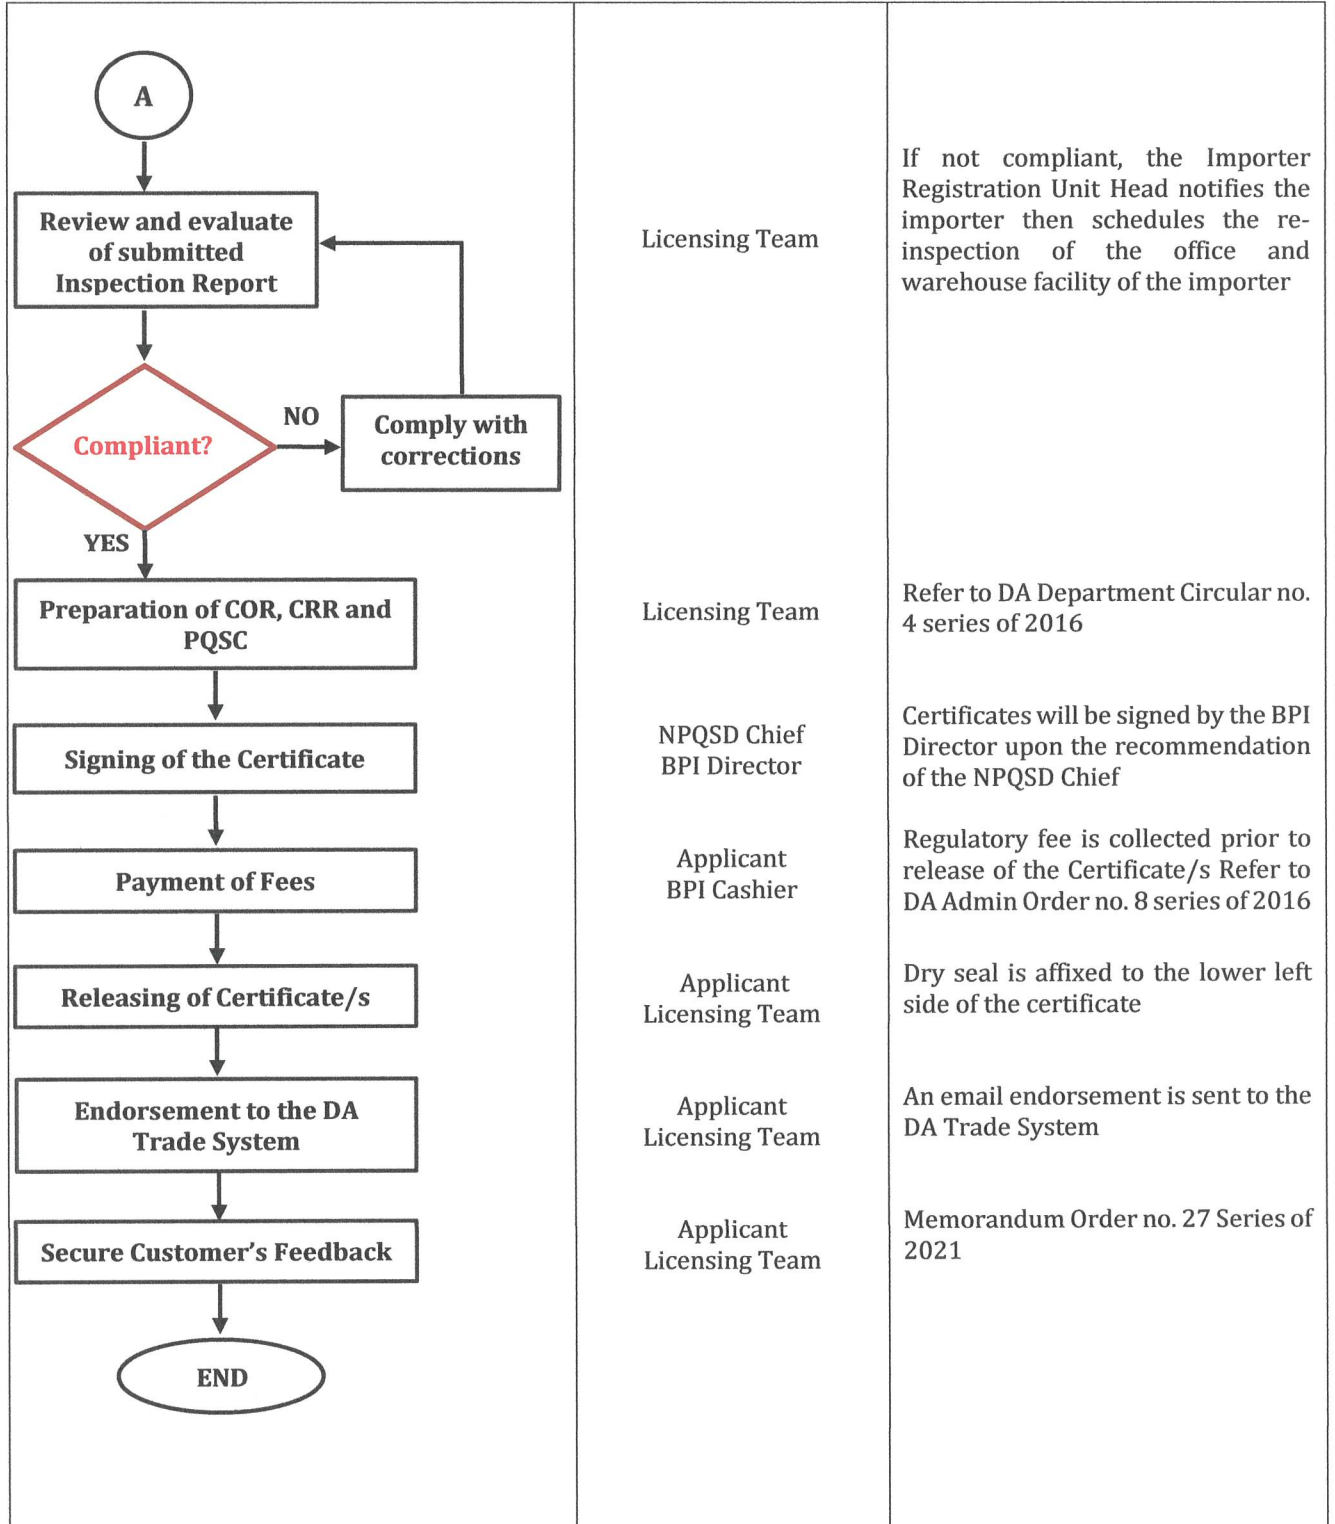 A
Review and evaluate
of submitted
Inspection Report
Licensing Team
If not compliant, the Importer
Registration Unit Head notifies the
importer then schedules the re-
inspection of the office and
warehouse facility of the importer
Compliant?
NO
Comply with
corrections
YES
Preparation of COR, CRR and
PQSC
Licensing Team
Refer to DA Department Circular no.
4 series of 2016
Signing of the Certificate
NPQSD Chief
BPI Director
Certificates will be signed by the BPI
Director upon the recommendation
of the NPQSD Chief
Payment of Fees
Applicant
BPI Cashier
Regulatory fee is collected prior to
release of the Certificate/s Refer to
DA Admin Order no. 8 series of 2016
Releasing of Certificate/s
Applicant
Licensing Team
Dry seal is affixed to the lower left
side of the certificate
Endorsement to the DA
Trade System
Applicant
Licensing Team
An email endorsement is sent to the
DA Trade System
Secure Customer's Feedback
Applicant
Licensing Team
Memorandum Order no. 27 Series of
2021
END